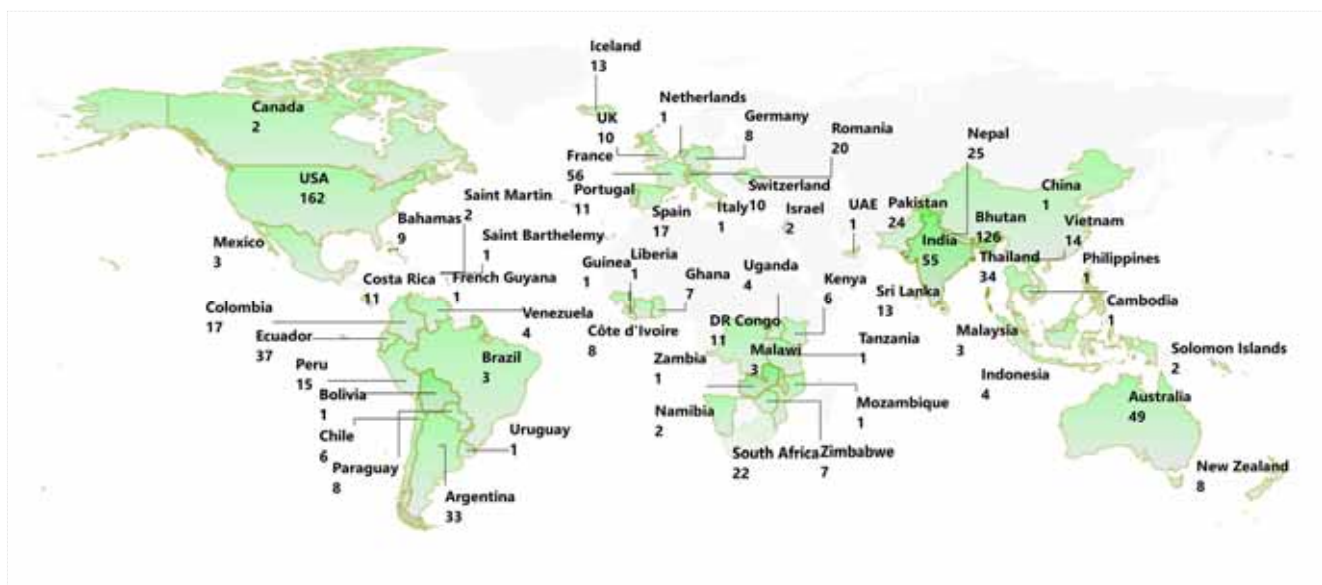 Iceland
13
Canada
2
UK
10
Netherlands
1
Germany
8
Romania
20
Nepal
25
France
56
USA
162
Saint Martin
2
Portugal
11
Spain
17
Switzerland
10
Italy
1
Israel
2
UAE
1
Pakistan
24
China
1
Bhutan
126
Vietnam
14
Bahamas
9
Saint Barthelemy
1
Mexico
3
India
55
Thailand
34
Philippines
1
Guinea
1
Liberia
1
Ghana
7
Uganda
4
Kenya
6
Costa Rica
11
French Guyana
1
Sri Lanka
13
Cambodia
1
Colombia
17
Venezuela
4
Côte d'Ivoire
8
DR Congo
11
Tanzania
1
Malaysia
3
Ecuador
37
Brazil
3
Zambia
1
Malawi
3
Solomon Islands
2
Peru
15
Indonesia
4
Bolivia
1
Australia
49
Mozambique
1
Namibia
2
Chile
6
Uruguay
1
South Africa
22
Zimbabwe
7
Paraguay
8
New Zealand
8
Argentina
33